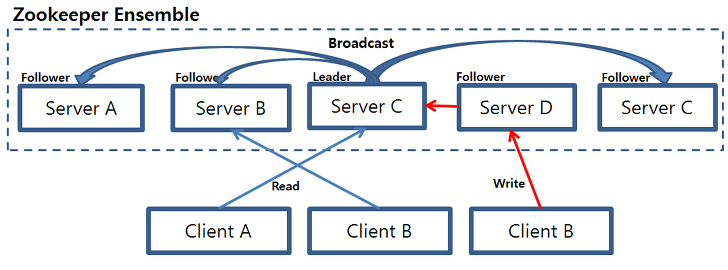 Zookeeper Ensemble
Broadcast
Follower
Followe
Leader
Follower
Follower
Server A
Server B
Server C
Server D
Server C
Read
Write
Client A
Client B
Client B